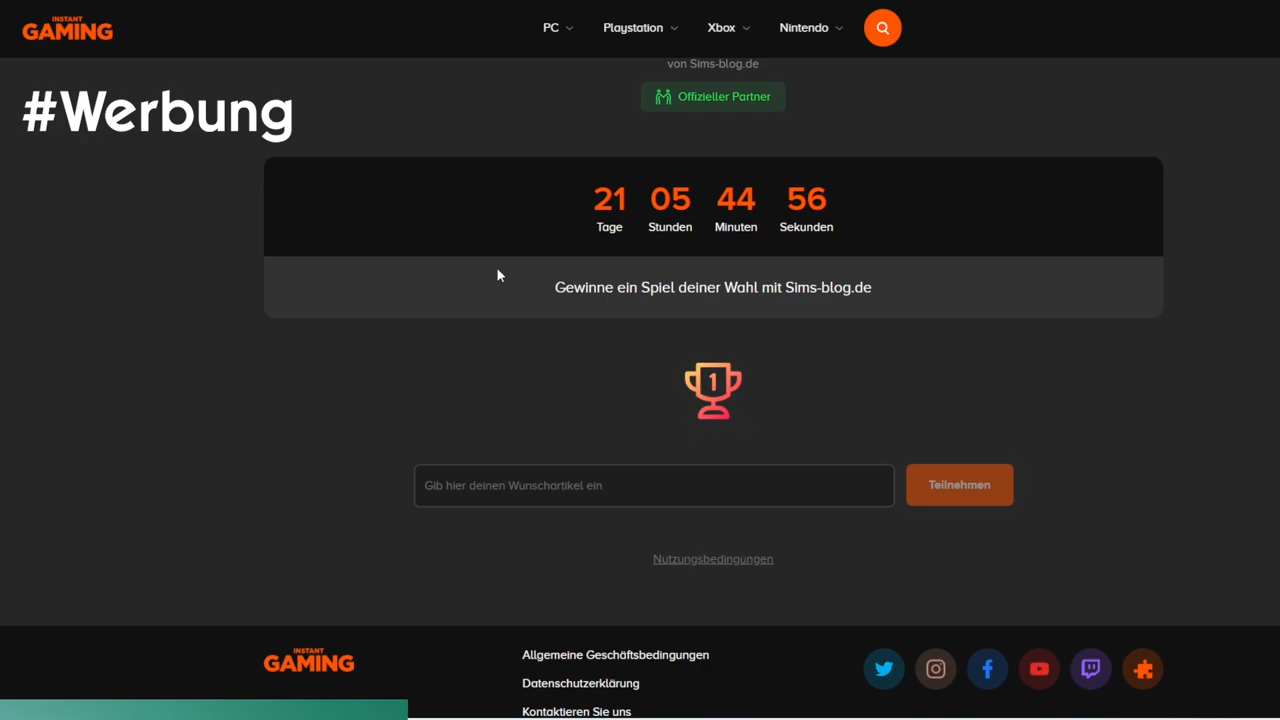 INSTANT
GAMING
PC
Playstation
Xbox
Nintendo
von Sims-blog.de
Offizieller Partner
#Werbung
21 05 44 56
Tage Stunden Minuten Sekunden
Gewinne ein Spiel deiner Wahl mit Sims-blog.de
1
Gib hier deinen Wunschartikel ein
Teilnehmen
Nutzungsbedingungen
INSTANT
GAMING
Allgemeine Geschäftsbedingungen
Datenschutzerklärung
Kontaktieren Sie uns